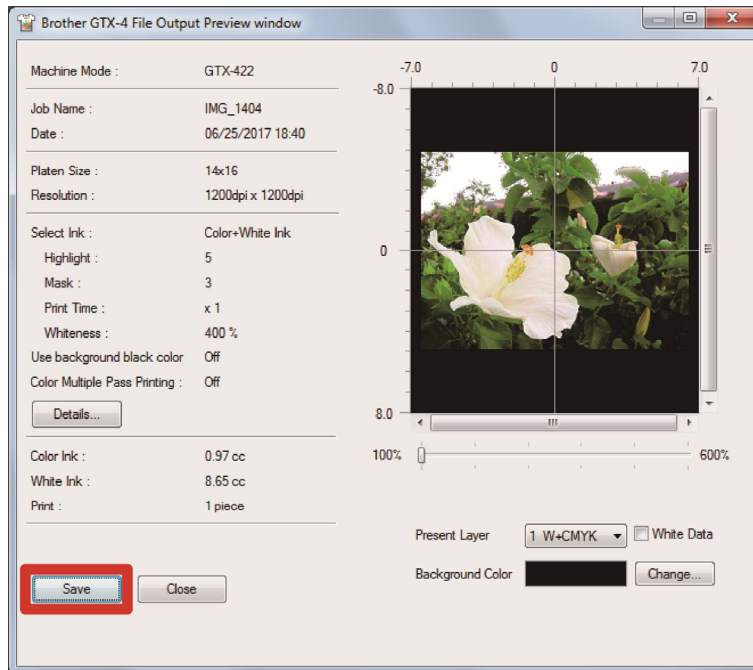 Brother GTX-4 File Output Preview window
Machine Mode : GTX-422
Job Name : IMG_1404
Date : 06/25/2017 18:40
Platen Size : 14x16
Resolution : 1200dpi x 1200dpi
Select Ink : Color+White Ink
Highlight : 5
Mask : 3
Print Time : x 1
Whiteness : 400 %
Use background black color Off
Color Multiple Pass Printing : Off
Details...
Color Ink : 0.97 cc
White Ink : 8.65 cc
Print : 1 piece
Save Close
-7.0 0 7.0
-8.0
0
8.0
100% 600%
Present Layer 1 W+CMYK White Data
Background Color Change...